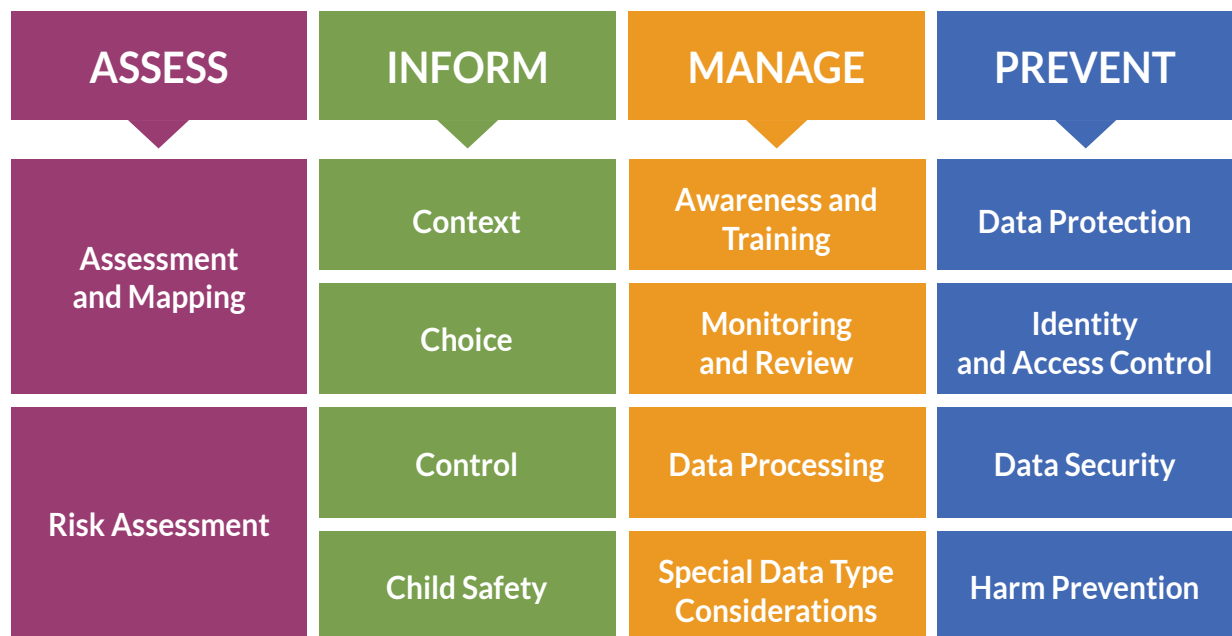 ASSESS
INFORM
MANAGE
PREVENT
Assessment
and Mapping
Risk Assessment
Context
Choice
Control
Child Safety
Awareness and
Training
Monitoring
and Review
Data Processing
Special Data Type
Considerations
Data Protection
Identity
and Access Control
Data Security
Harm Prevention